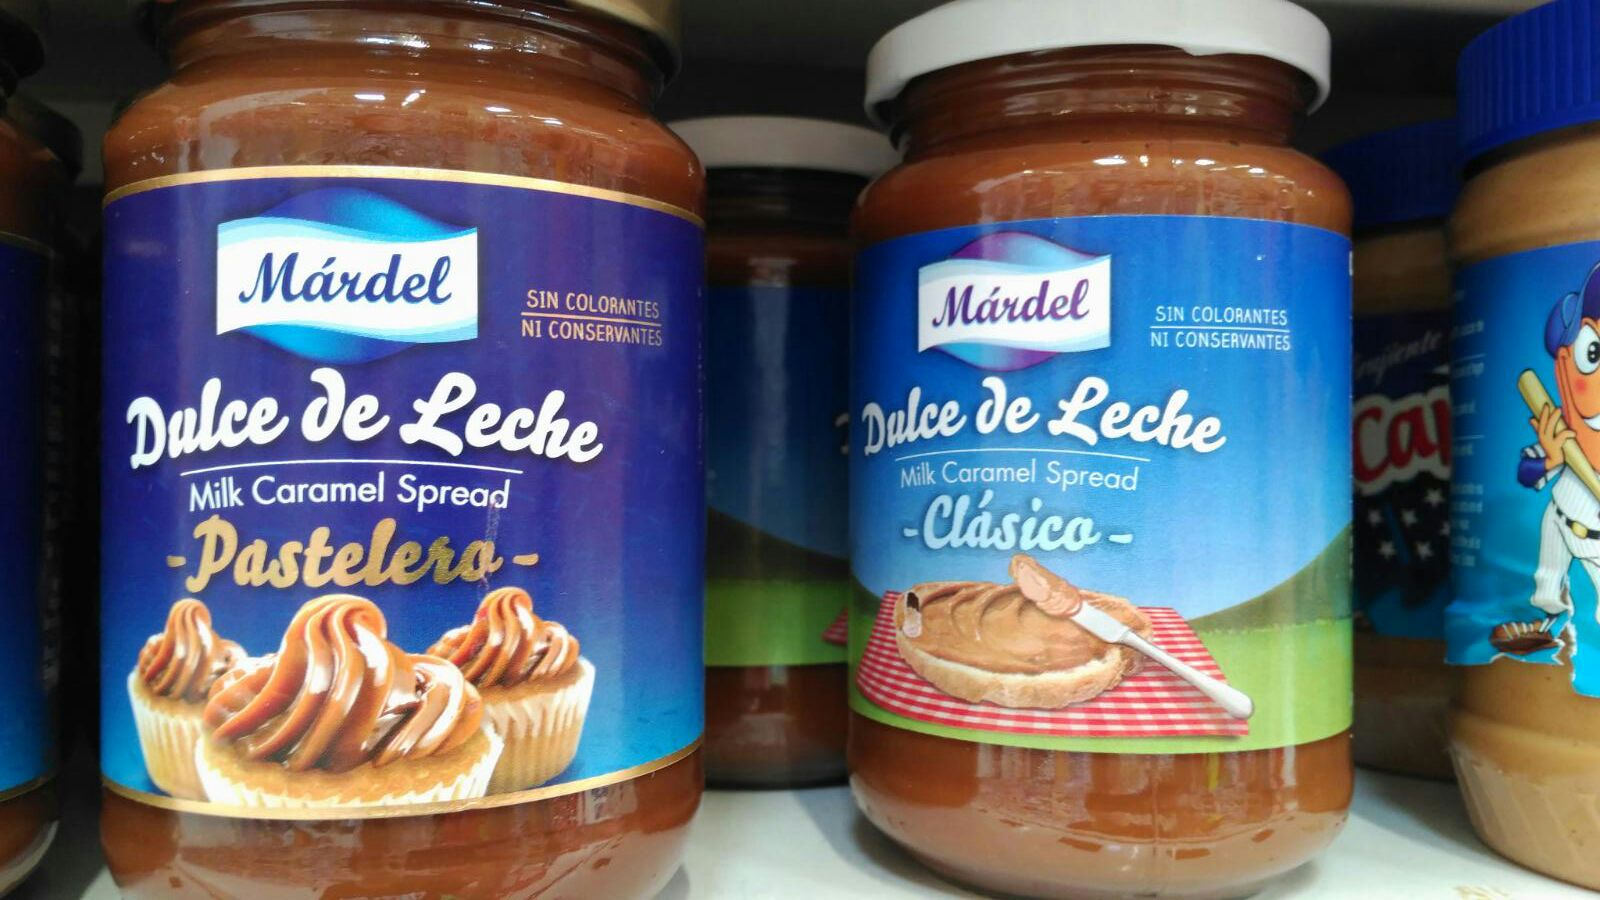 Márdel
SIN COLORANTES
NI CONSERVANTES
Dulce de Leche
Milk Caramel Spread
-Pastelero-
Márdel
SIN COLORANTES
NI CONSERVANTES
Dulce de Leche
Milk Caramel Spread
-Clásico-